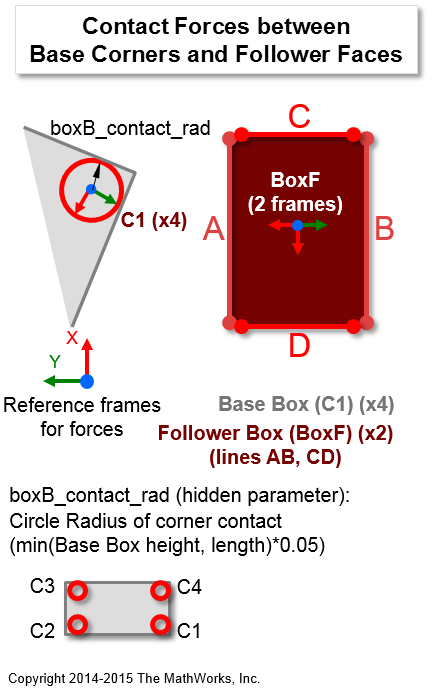 Contact Forces between
Base Corners and Follower Faces
boxB_contact_rad
C1 (x4)
C
BoxF
(2 frames)
A
B
D
X
Y
Reference frames
for forces
Base Box (C1) (x4)
Follower Box (BoxF) (x2)
(lines AB, CD)
boxB_contact_rad (hidden parameter):
Circle Radius of corner contact
(min(Base Box height, length)*0.05)
C3
C4
C2
C1
Copyright 2014-2015 The MathWorks, Inc.